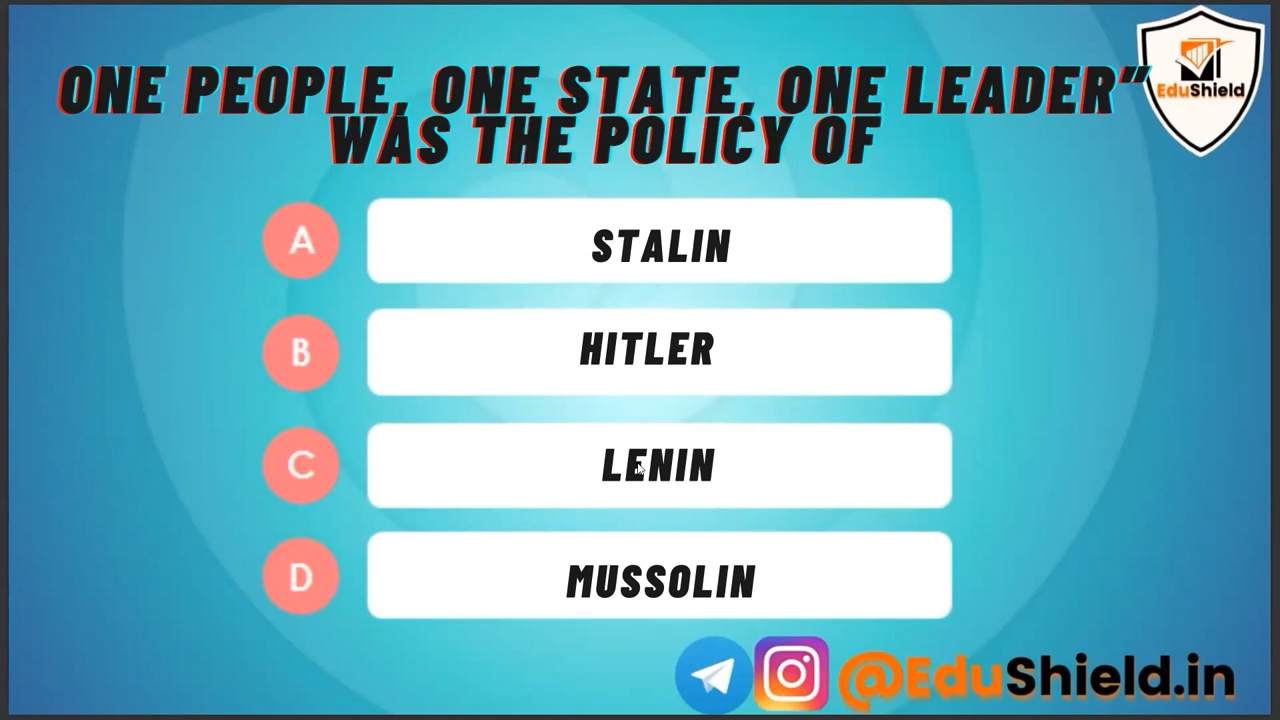 ONE PEOPLE, ONE STATE, ONE LEADER”
WAS THE POLICY OF
EduShield
A
STALIN
B
HITLER
C
LENIN
D
MUSSOLIN
@EduShield.in